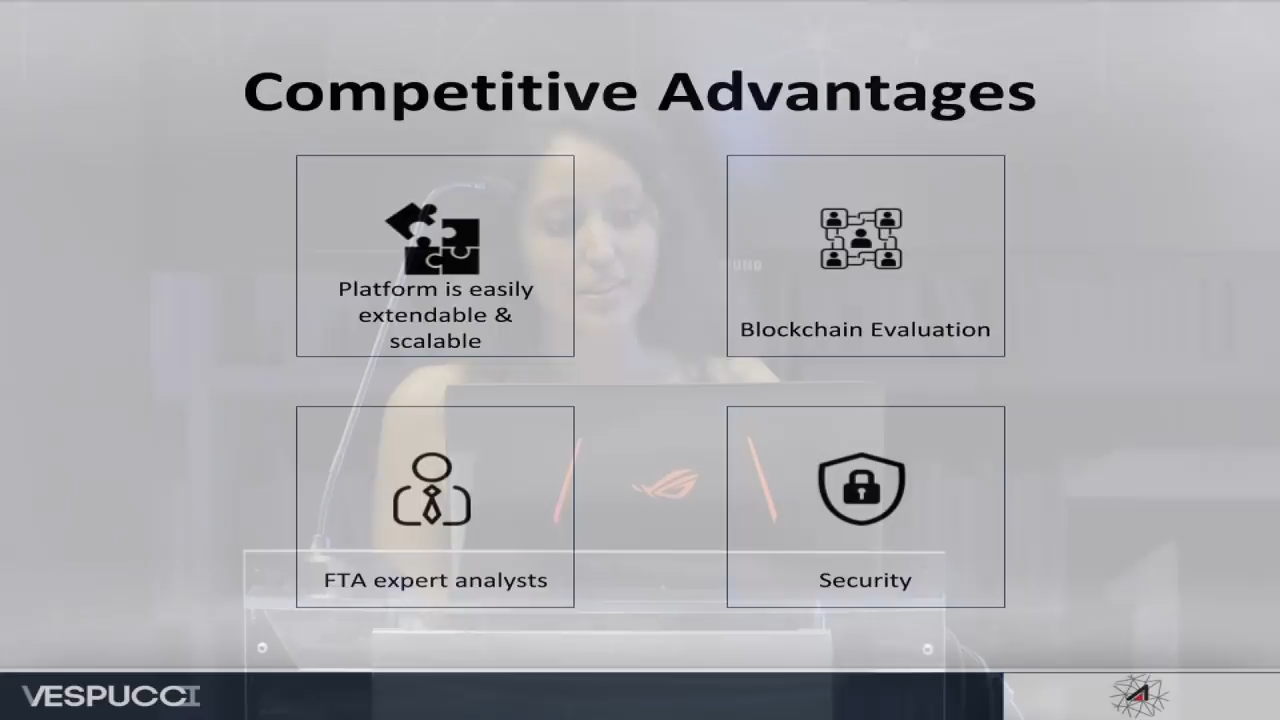 Competitive Advantages
Platform is easily
extendable &
scalable
Blockchain Evaluation
FTA expert analysts
Security
VESPUCCI